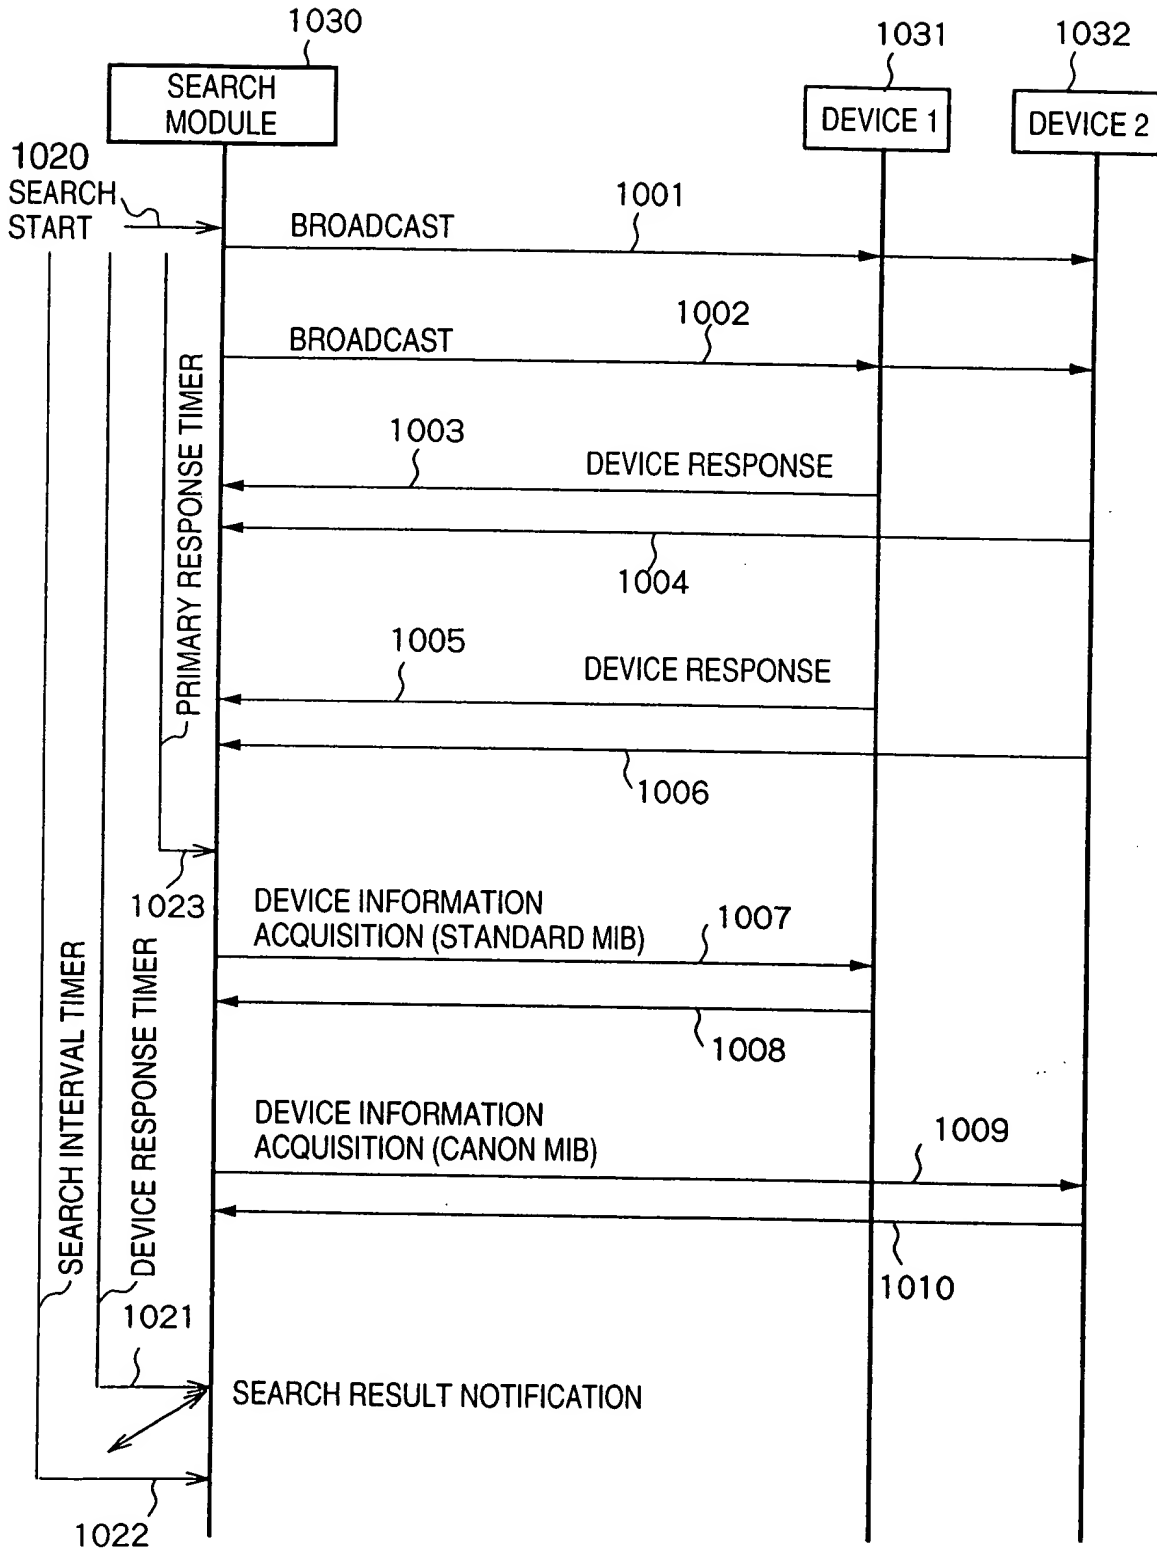 1030
1031
1032
SEARCH
MODULE
DEVICE 1
DEVICE 2
1020
SEARCH
START
BROADCAST
1001
BROADCAST
1002
PRIMARY RESPONSE TIMER
1003
DEVICE RESPONSE
1004
1005
DEVICE RESPONSE
1006
1023
DEVICE INFORMATION
ACQUISITION (STANDARD MIB)
1007
1008
SEARCH INTERVAL TIMER
DEVICE RESPONSE TIMER
DEVICE INFORMATION
ACQUISITION (CANON MIB)
1009
1010
1021
SEARCH RESULT NOTIFICATION
1022